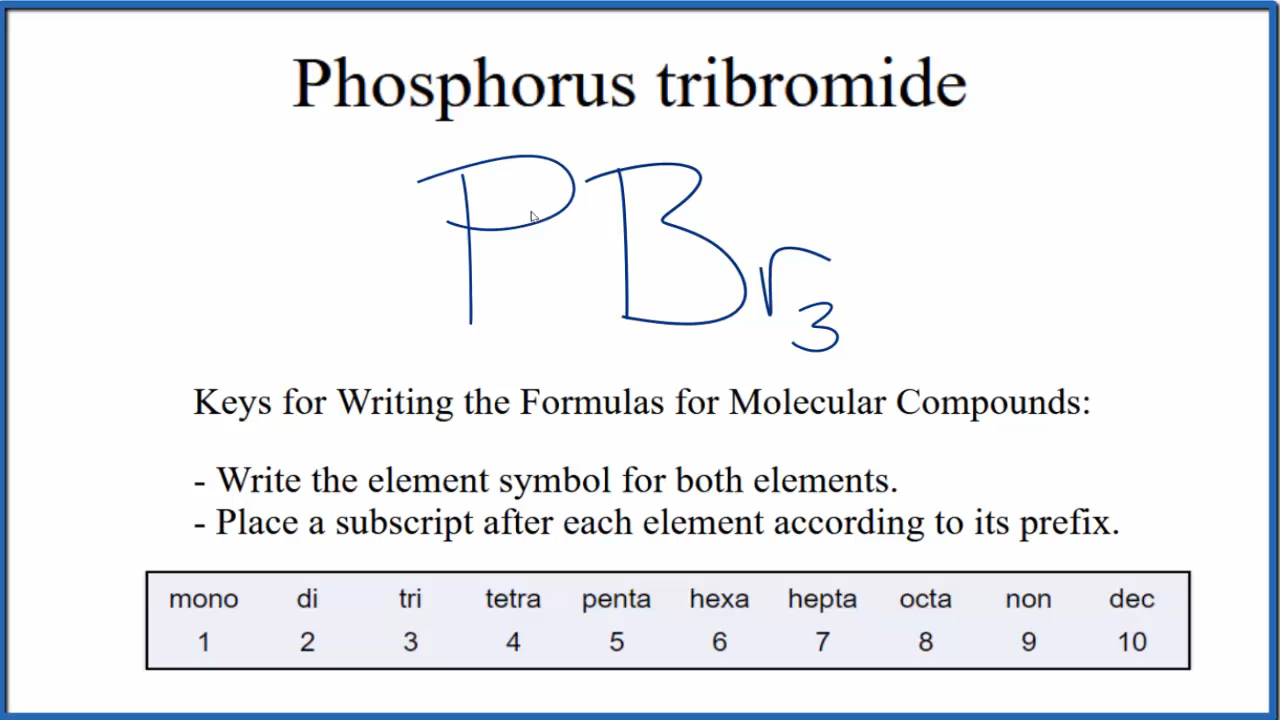 Phosphorus tribromide
PBr3
Keys for Writing the Formulas for Molecular Compounds:
- Write the element symbol for both elements.
- Place a subscript after each element according to its prefix.
mono di tri tetra penta hexa hepta octa non dec
1 2 3 4 5 6 7 8 9 10